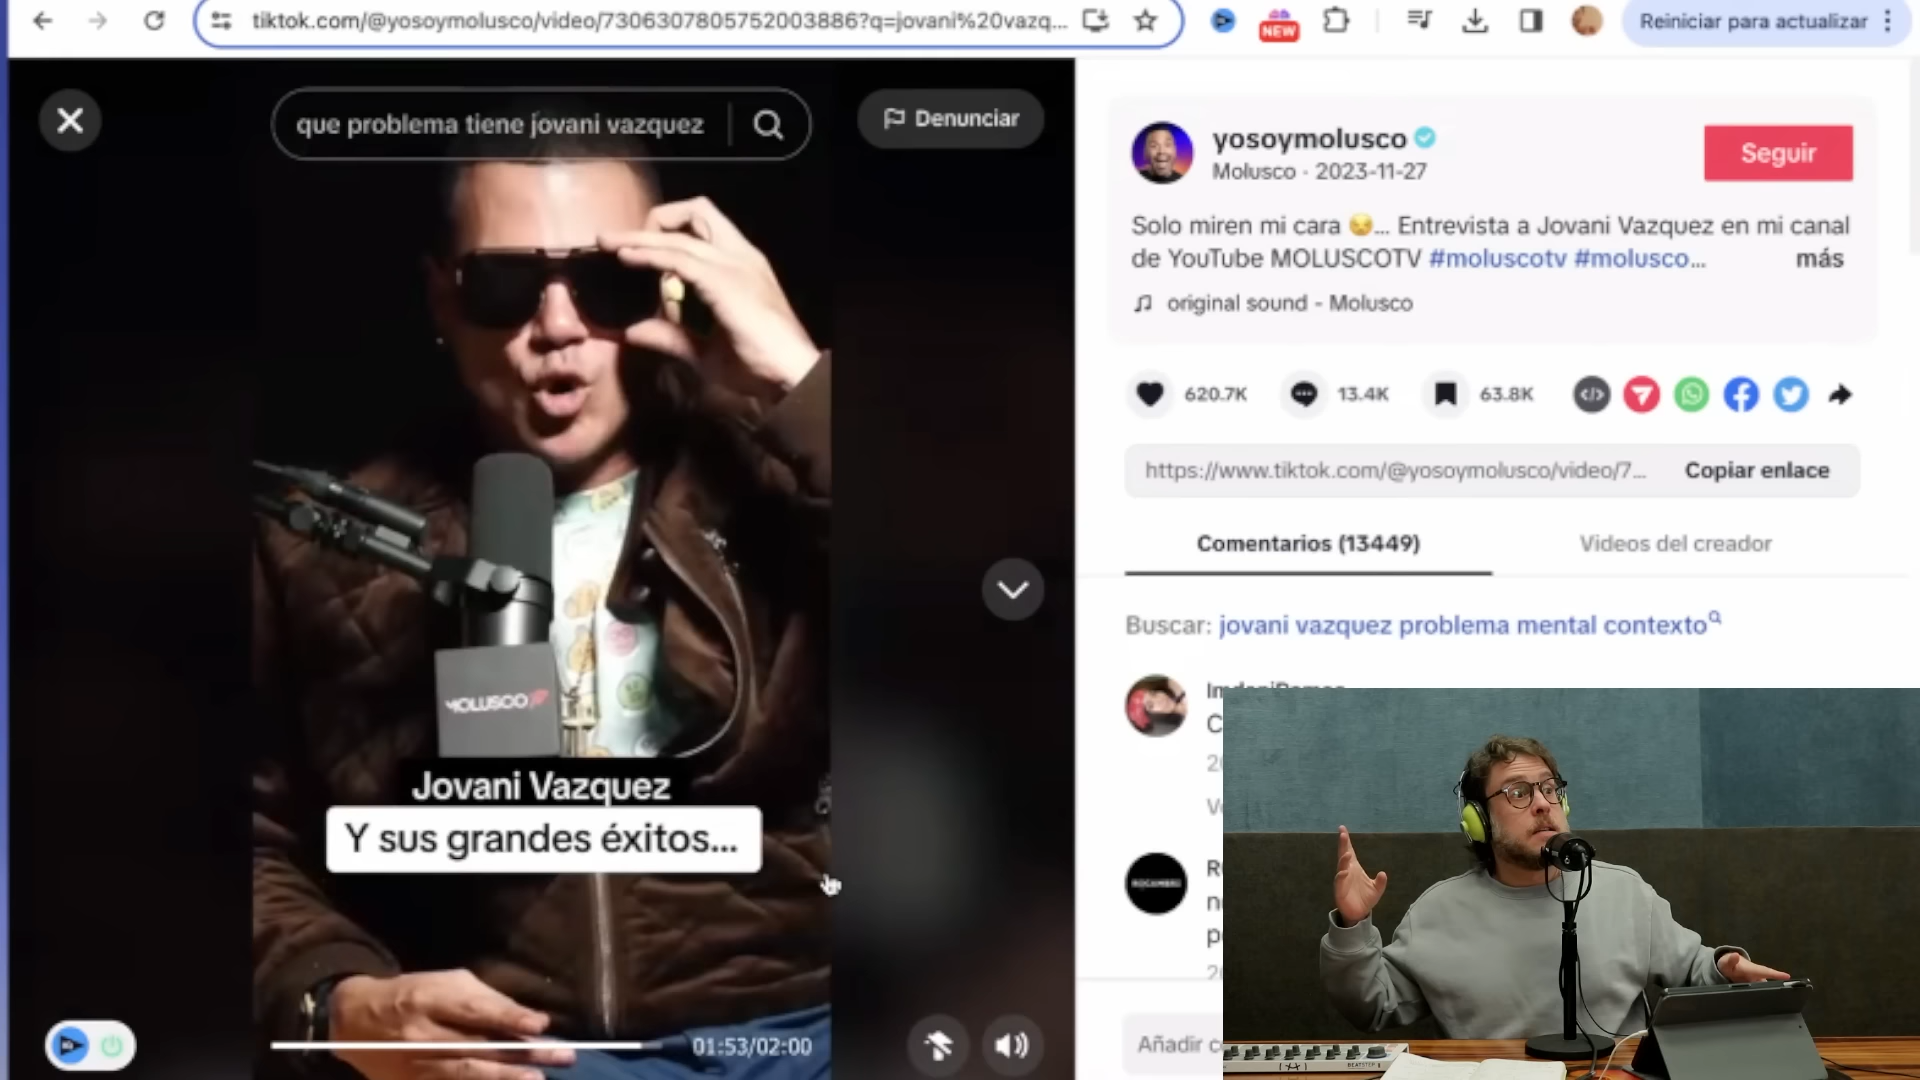 tiktok.com/@yosoymolusco/video/7306307805752003886?q=jovani%20vazq...
NEW
Reiniciar para actualizar
que problema tiene jovani vazquez
Denunciar
MOLUSCO
Jovani Vazquez
Y sus grandes éxitos...
01:53/02:00
yosoymolusco
Seguir
Molusco · 2023-11-27
Solo miren mi cara 😒... Entrevista a Jovani Vazquez en mi canal
de YouTube MOLUSCOTV #moluscotv #molusco...
más
original sound - Molusco
620.7K
13.4K
63.8K
https://www.tiktok.com/@yosoymolusco/video/7...
Copiar enlace
Comentarios (13449)
Videos del creador
Buscar: jovani vazquez problema mental contexto
Añadir c
BEATSTEP